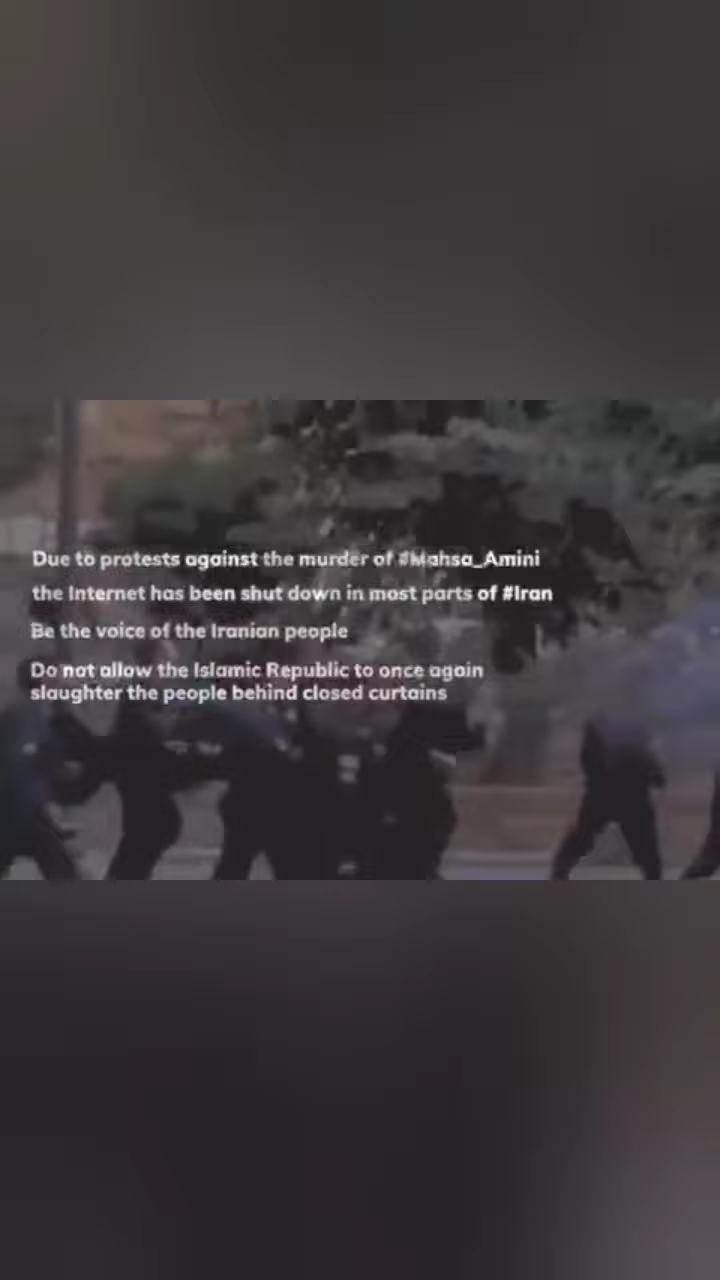 Due to protests against the murder of #Mahsa_Amini
the Internet has been shut down in most parts of #Iran
Be the voice of the Iranian people
Do not allow the Islamic Republic to once again
slaughter the people behind closed curtains